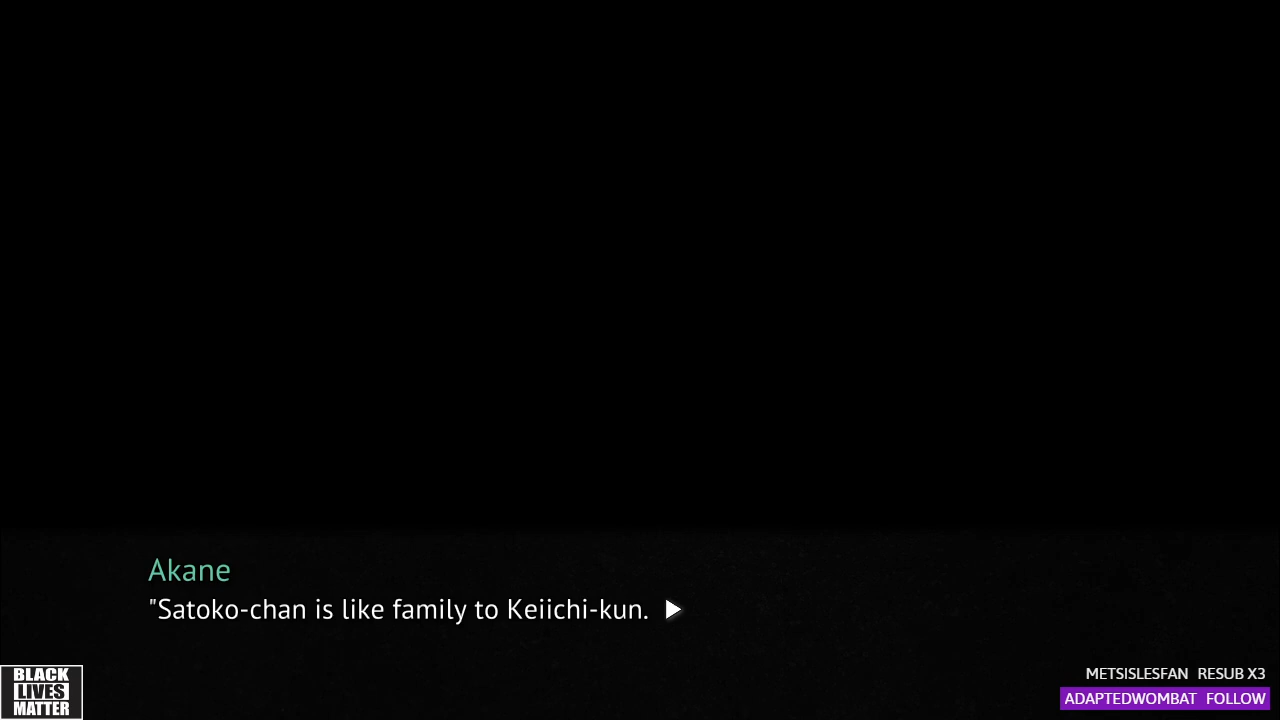 Akane
"Satoko-chan is like family to Keiichi-kun.
BLACK
LIVES
MATTER
METSISLESFAN RESUB X3
ADAPTEDWOMBAT FOLLOW